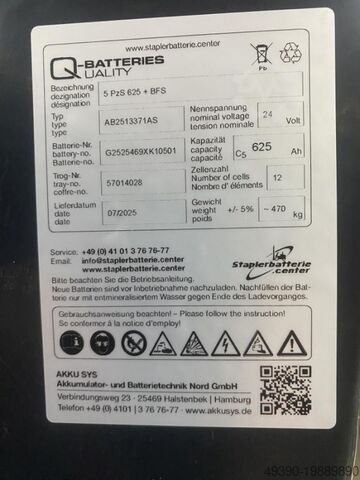 www.staplerbatterie.center
Q-BATTERIES
QUALITY
Pb
Bezeichnung
dezignation
désignation
5 PzS 625 + BFS
Typ
type
type
AB2513371AS
Nennspannung
nominal voltage
tension nominale
24
Volt
Batterie-Nr.
battery-no.
batterie-no.
G2525469XK10501
Kapazität
capacity
capacité
C5
625
Ah
Trog-Nr.
tray-no.
coffre-no.
57014028
Zellenzahl
Number of cells
Nombre d' éléments
12
Lieferdatum
date
date
07/2025
Gewicht
weight
poids
+/- 5%
~ 470
kg
Service: +49 (0) 41 01 3 76 76-77
Email: info@staplerbatterie.center
www.staplerbatterie.center
Staplerbatterie
.center
Bitte beachten Sie die Betriebsanleitung.
Neue Batterien sind vor inbetriebnahme nachzuladen. Nachfüllen der Bat-
terie nur mit entmineralisiertem Wasser gegen Ende des Ladevorganges.
Gebrauchsanweisung beachten! – Please follow the instruction!
Se conformer á la notice d'employ!
AKKU SYS
Akkumulator- und Batterietechnik Nord GmbH
Verbindungsweg 23 - 25469 Halstenbek | Hamburg
Telefon +49 (0) 4101 | 3 76 76-77 - www.akkusys.de
49390-19889890